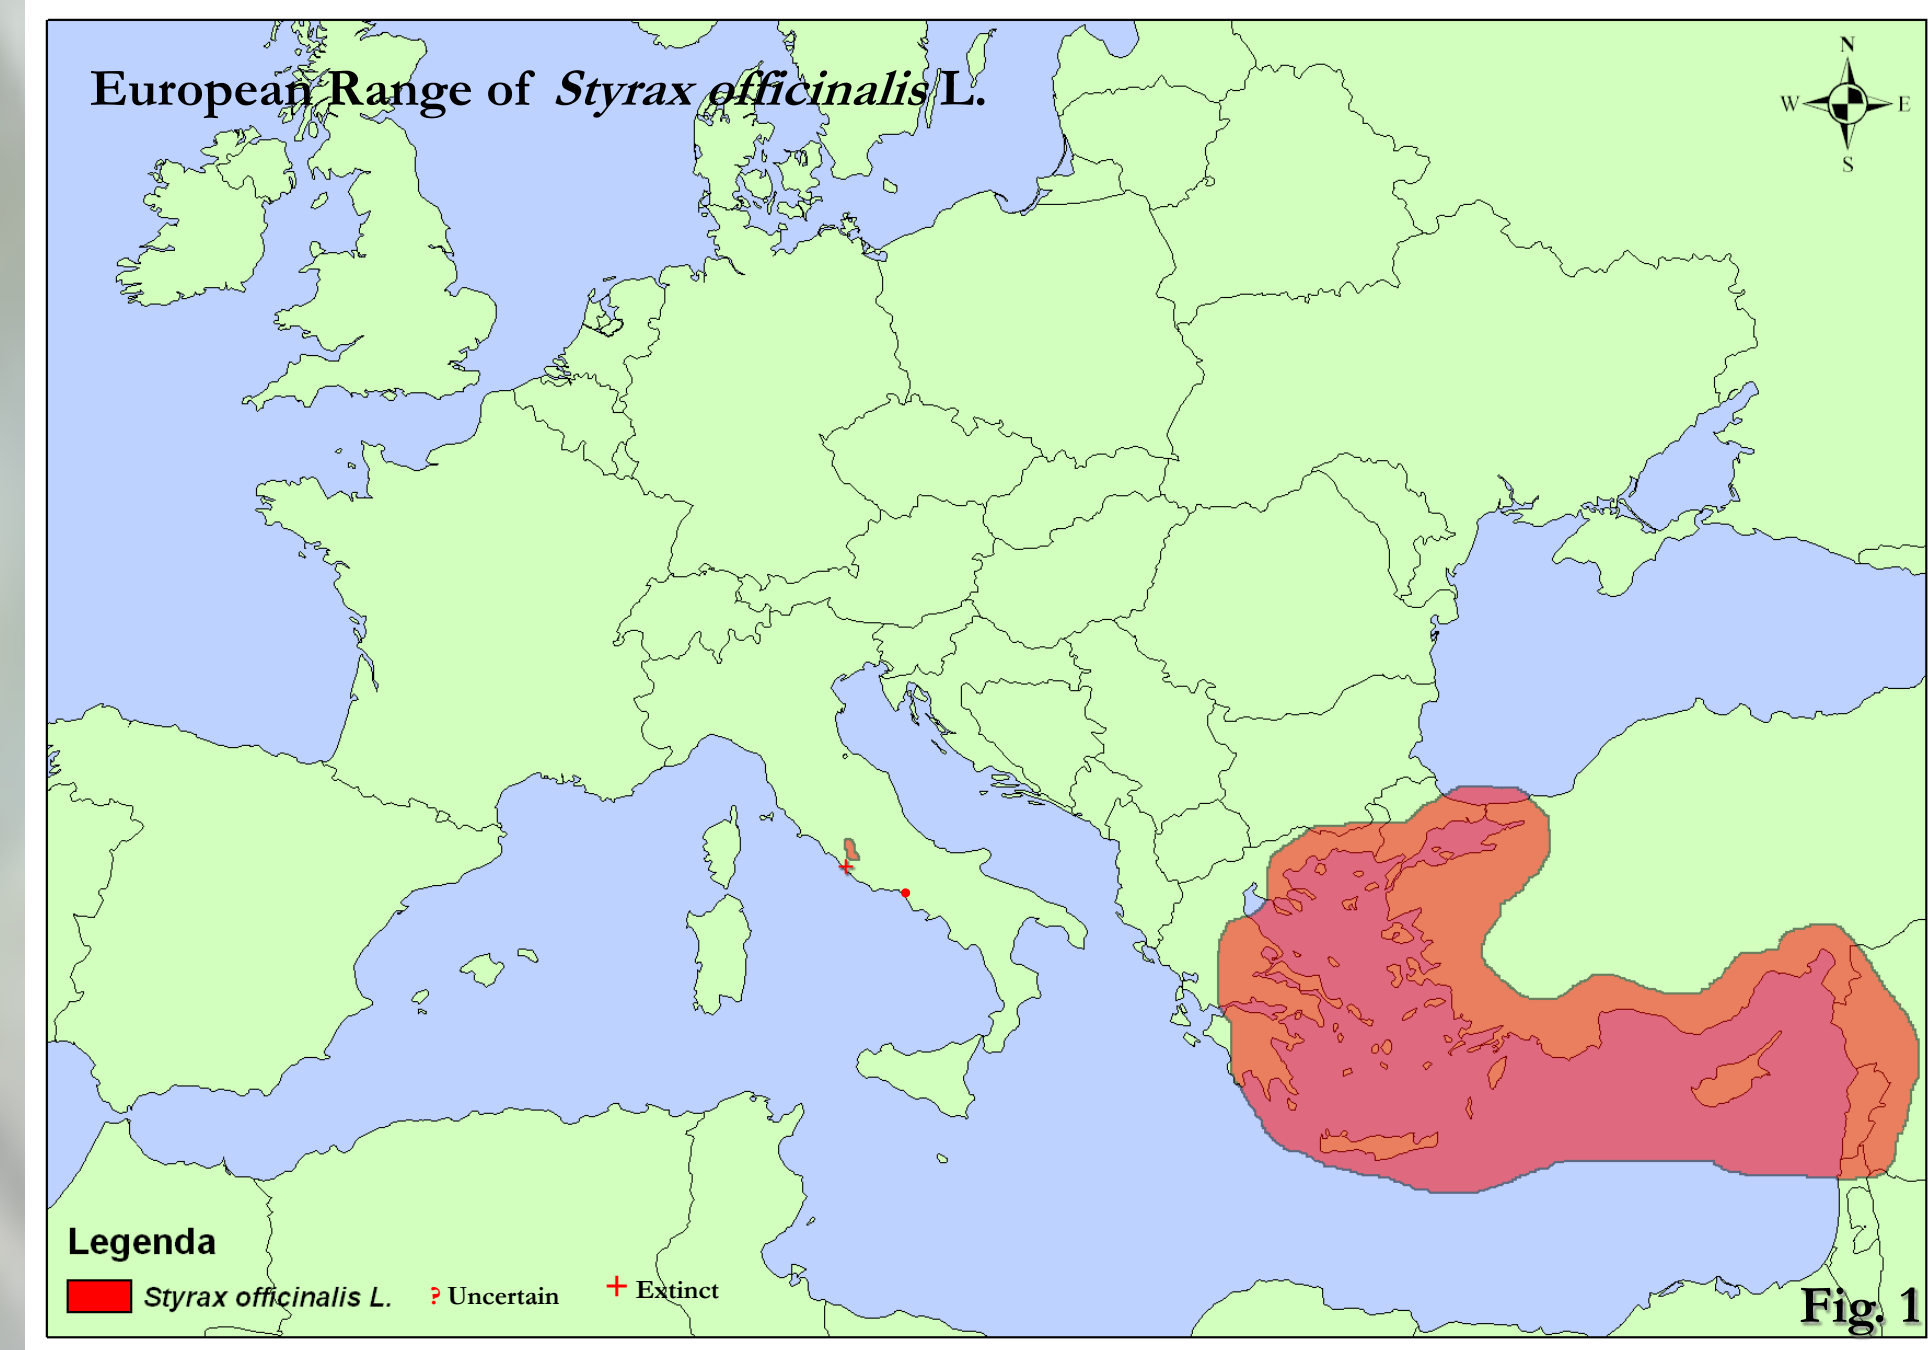 European Range of Styrax officinalis L.
N
W E
S
Legenda
Styrax officinalis L. ? Uncertain + Extinct
Fig. 1